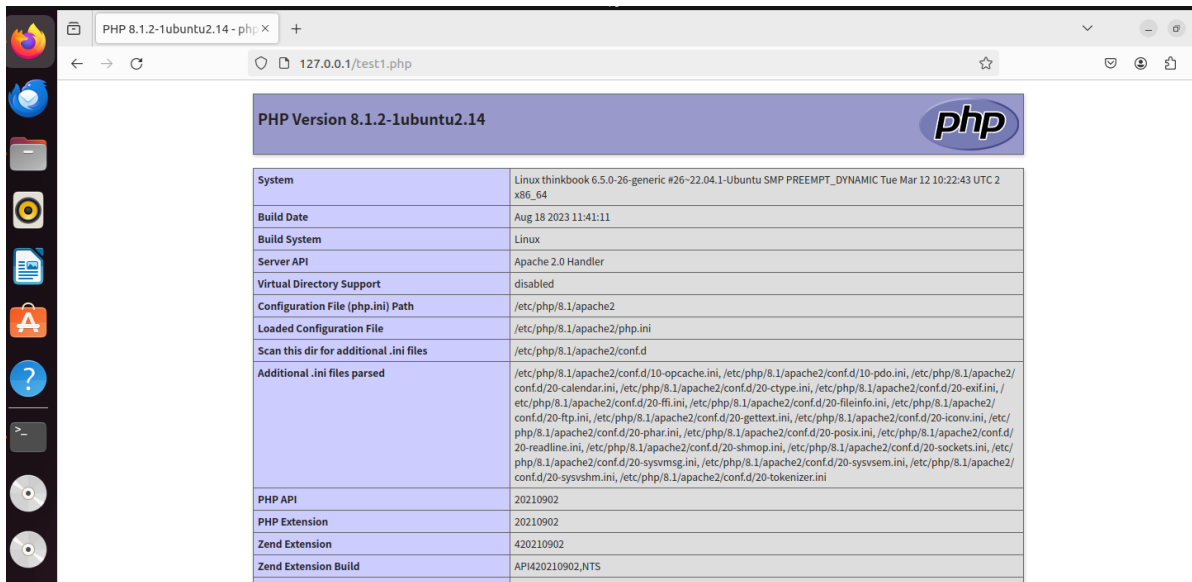 PHP 8.1.2-1ubuntu2.14 - php
127.0.0.1/test1.php
PHP Version 8.1.2-1ubuntu2.14
php
System
Linux thinkbook 6.5.0-26-generic #26~22.04.1-Ubuntu SMP PREEMPT_DYNAMIC Tue Mar 12 10:22:43 UTC 2
x86_64
Build Date Aug 18 2023 11:41:11
Build System Linux
Server API Apache 2.0 Handler
Virtual Directory Support disabled
Configuration File (php.ini) Path /etc/php/8.1/apache2
Loaded Configuration File /etc/php/8.1/apache2/php.ini
Scan this dir for additional .ini files /etc/php/8.1/apache2/conf.d
Additional .ini files parsed /etc/php/8.1/apache2/conf.d/10-opcache.ini, /etc/php/8.1/apache2/conf.d/10-pdo.ini, /etc/php/8.1/apache2/
conf.d/20-calendar.ini, /etc/php/8.1/apache2/conf.d/20-ctype.ini, /etc/php/8.1/apache2/conf.d/20-exif.ini, /
etc/php/8.1/apache2/conf.d/20-ffi.ini, /etc/php/8.1/apache2/conf.d/20-fileinfo.ini, /etc/php/8.1/apache2/
conf.d/20-ftp.ini, /etc/php/8.1/apache2/conf.d/20-gettext.ini, /etc/php/8.1/apache2/conf.d/20-iconv.ini, /etc/
php/8.1/apache2/conf.d/20-phar.ini, /etc/php/8.1/apache2/conf.d/20-posix.ini, /etc/php/8.1/apache2/conf.d/
20-readline.ini, /etc/php/8.1/apache2/conf.d/20-shmop.ini, /etc/php/8.1/apache2/conf.d/20-sockets.ini, /etc/
php/8.1/apache2/conf.d/20-sysvmsg.ini, /etc/php/8.1/apache2/conf.d/20-sysvsem.ini, /etc/php/8.1/apache2/
conf.d/20-sysvshm.ini, /etc/php/8.1/apache2/conf.d/20-tokenizer.ini
PHP API 20210902
PHP Extension 20210902
Zend Extension 420210902
Zend Extension Build API420210902,NTS